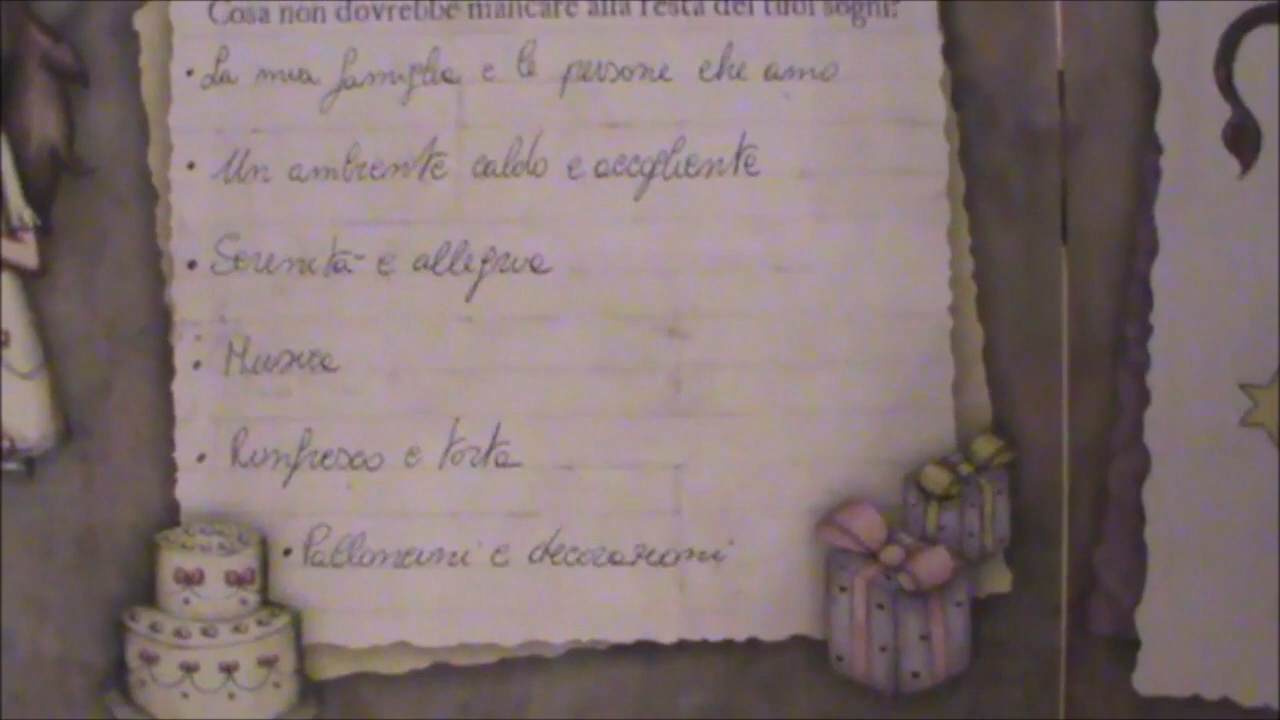 Cosa non dovrebbe mancare alla festa dei tuoi sogni?
• La mia famiglia e le persone che amo
• Un ambiente caldo e accogliente
• Serenità e allegria
• Musica
• Rinfresco e torta
• Palloncini e decorazioni